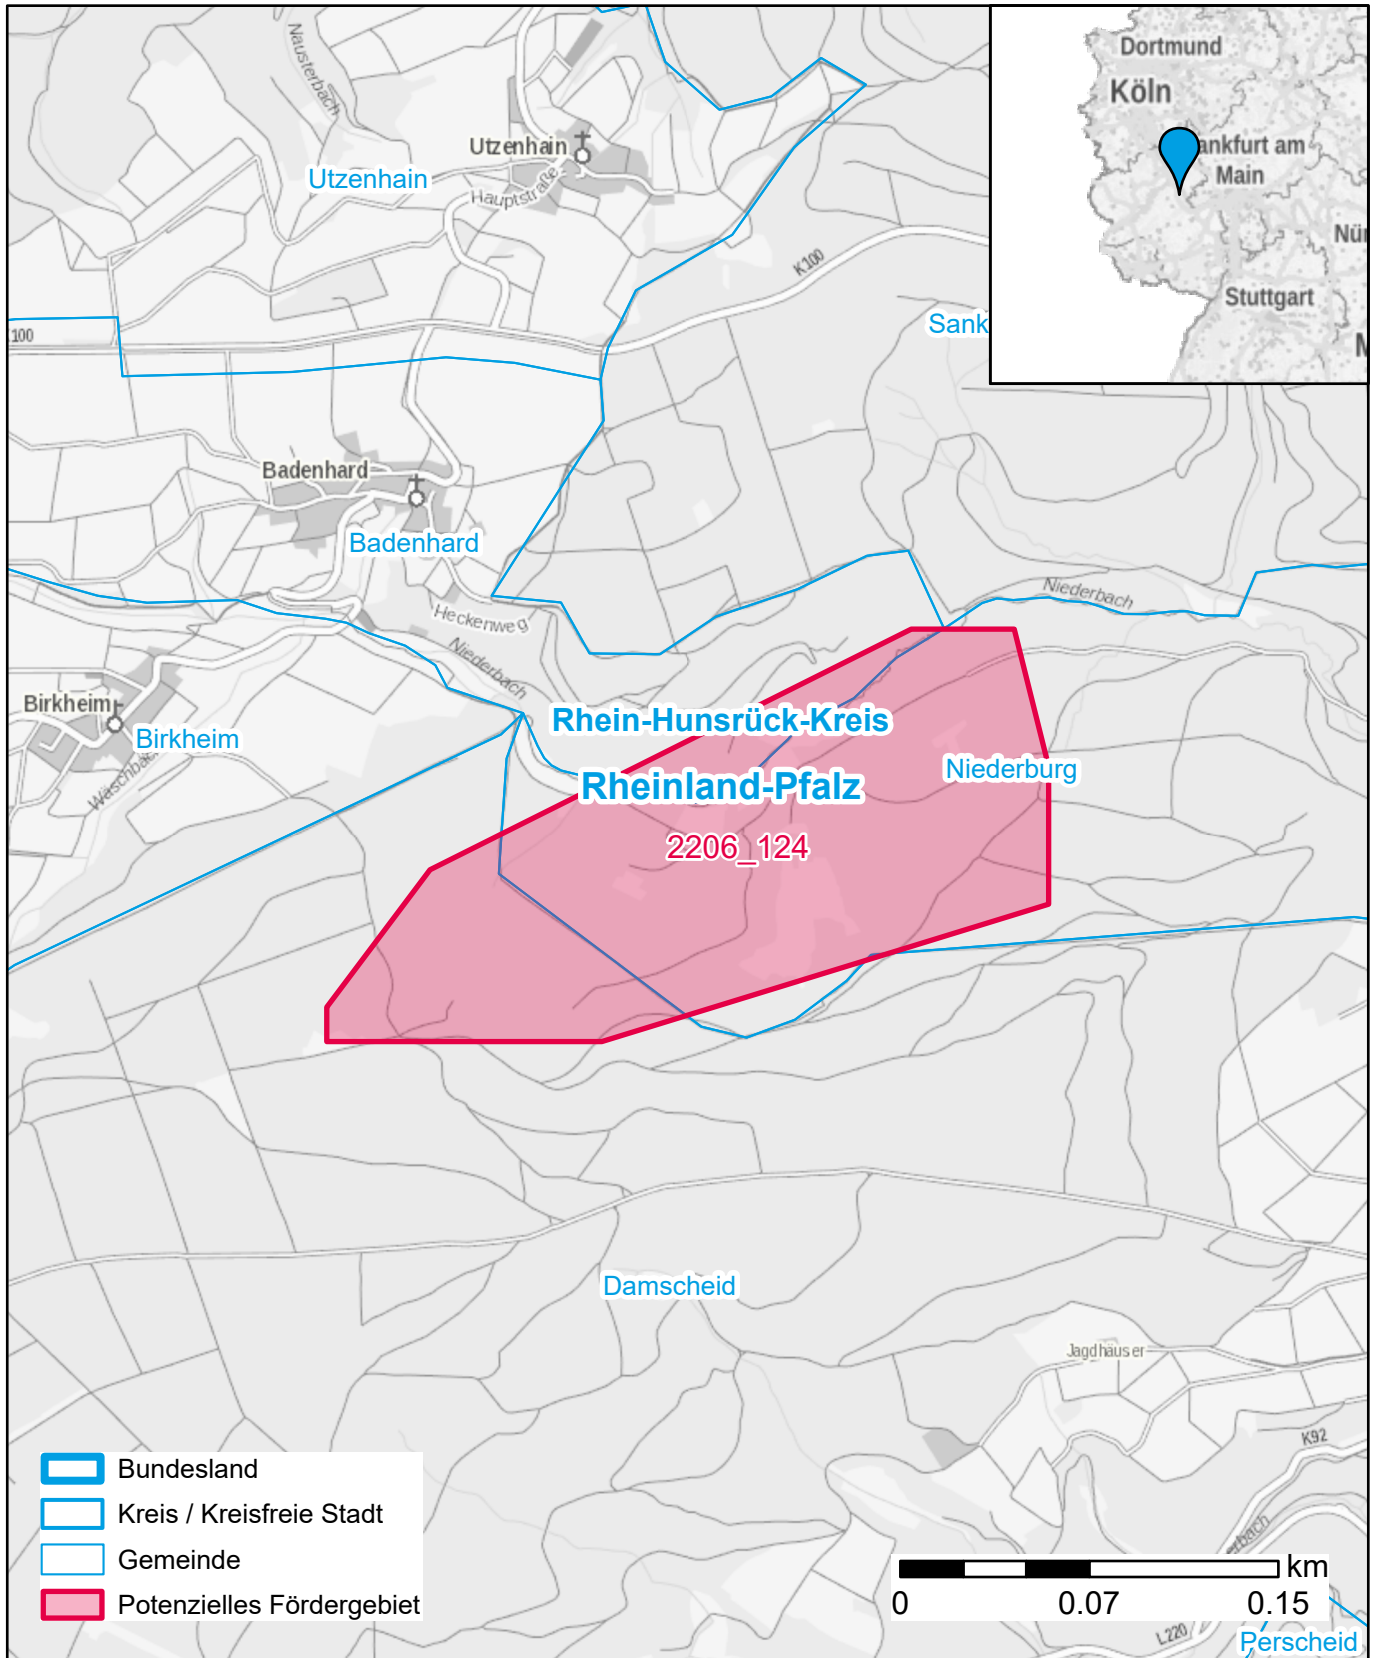 Nausterbach
Utzenhain
Utzenhain
Hauptstraße
K100
100
Sank
Dortmund
Köln
ankfurt am
Main
Nür
Stuttgart
M
Badenhard
Badenhard
Heckenweg
Niederbach
Niederbach
Birkheim
Birkheim
Rhein-Hunsrück-Kreis
Rheinland-Pfalz
Niederburg
2206_124
Damscheid
Jagdhäuser
K92
erbach
L220
Perscheid
Bundesland
Kreis / Kreisfreie Stadt
Gemeinde
Potenzielles Fördergebiet
km
0 0.07 0.15